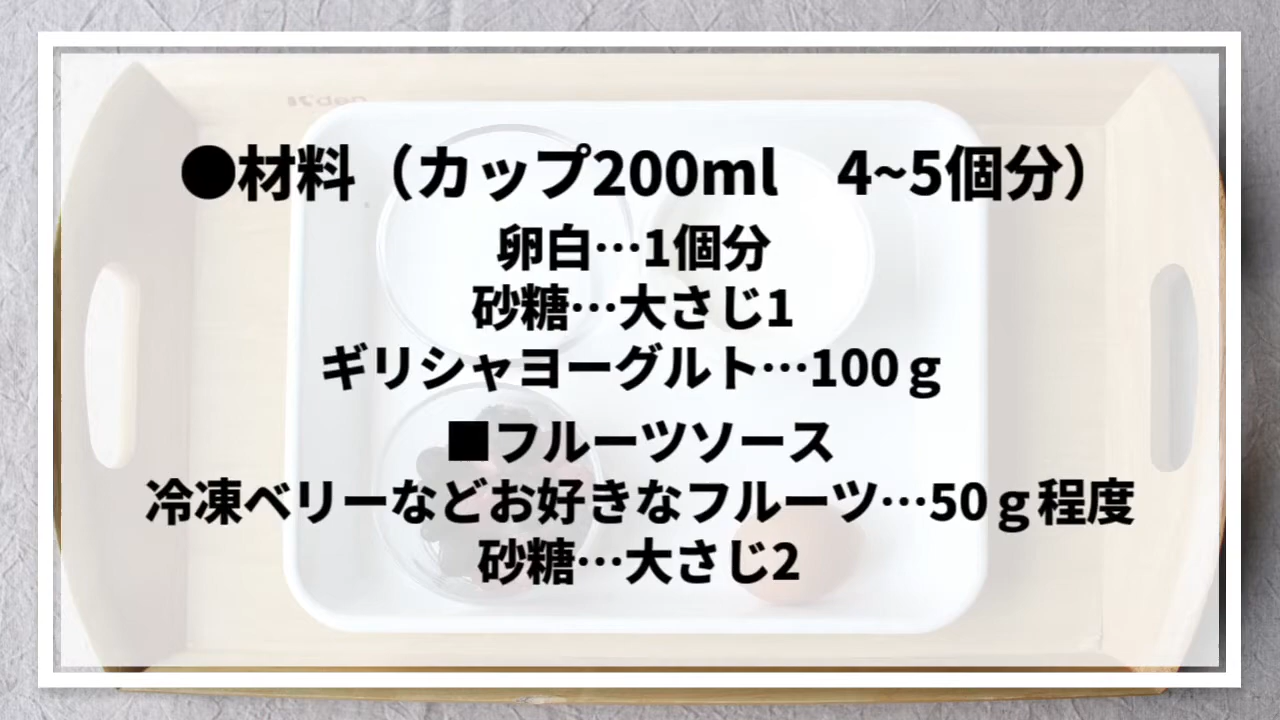 ●材料（カップ200ml　4~5個分）
卵白…1個分
砂糖…大さじ1
ギリシャヨーグルト…100ｇ
■フルーツソース
冷凍ベリーなどお好きなフルーツ…50ｇ程度
砂糖…大さじ2